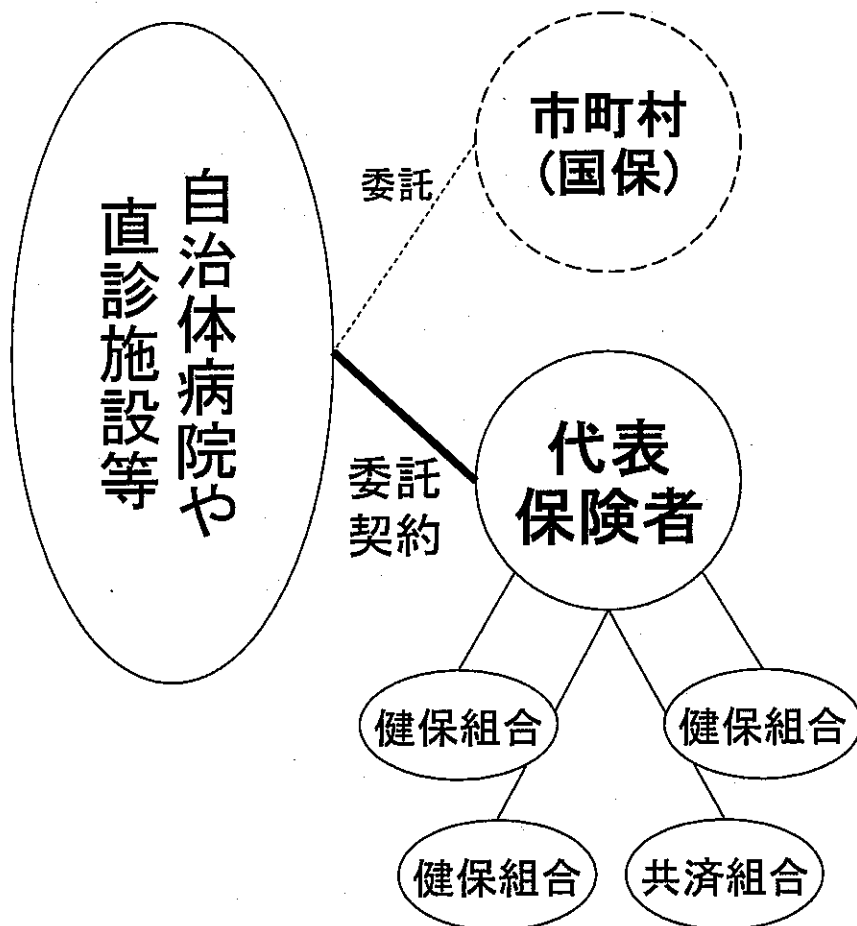 自治体病院や
直診施設等
市町村
(国保)
委託
代表
保険者
委託
契約
健保組合
健保組合
健保組合
共済組合